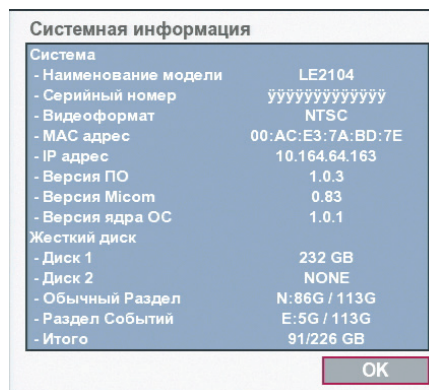 Системная информация
Система
- Наименование модели LE2104
- Серийный номер ÿÿÿÿÿÿÿÿÿÿÿÿÿ
- Видеоформат NTSC
- MAC адрес 00:AC:E3:7A:BD:7E
- IP адрес 10.164.64.163
- Версия ПО 1.0.3
- Версия Micom 0.83
- Версия ядра ОС 1.0.1
Жесткий диск
- Диск 1 232 GB
- Диск 2 NONE
- Обычный Раздел N:86G / 113G
- Раздел Событий E:5G / 113G
- Итого 91/226 GB
OK